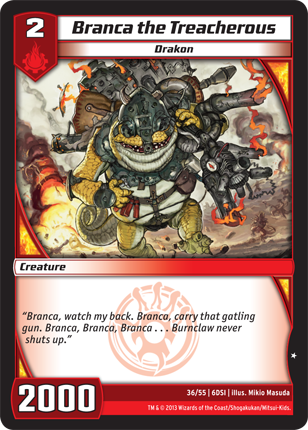 2
Branca the Treacherous
Drakon
Creature
“Branca, watch my back. Branca, carry that gatling
gun. Branca, Branca, Branca . . . Burnclaw never
shuts up.”
2000
36/55 | 6DSI | illus. Mikio Masuda
TM & © 2013 Wizards of the Coast/Shogakukan/Mitsui-Kids.